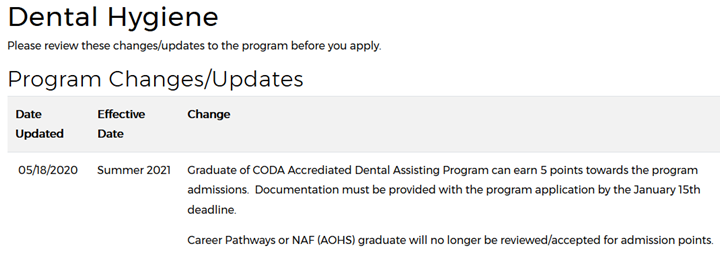 Dental Hygiene
Please review these changes/updates to the program before you apply.
Program Changes/Updates
Date Updated Effective Date Change
05/18/2020 Summer 2021 Graduate of CODA Accrediated Dental Assisting Program can earn 5 points towards the program
admissions. Documentation must be provided with the program application by the January 15th
deadline.
Career Pathways or NAF (AOHS) graduate will no longer be reviewed/accepted for admission points.